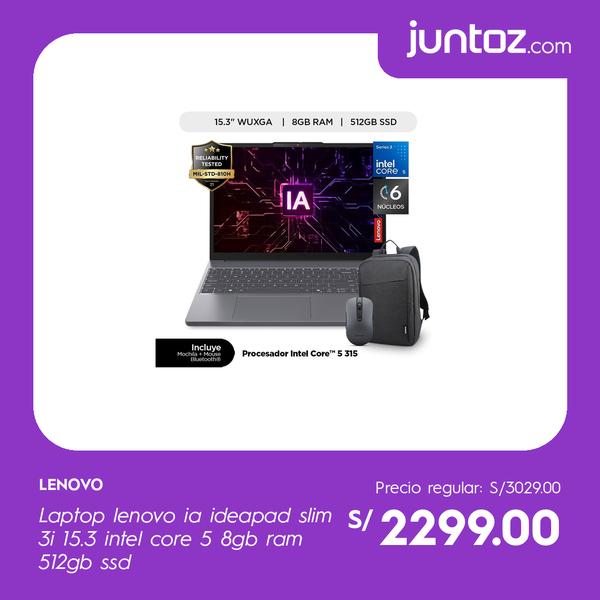 juntoz.com
15.3" WUXGA | 8GB RAM | 512GB SSD
RELIABILITY
TESTED
MIL-STD-810H
IA
Series 3
intel
CORE 5
6
NÚCLEOS
Lenovo
Incluye
Mochila + Mouse
Bluetooth®
Procesador Intel Core™ 5 315
LENOVO
Precio regular: S/3029.00
Laptop lenovo ia ideapad slim
3i 15.3 intel core 5 8gb ram
512gb ssd
S/ 2299.00